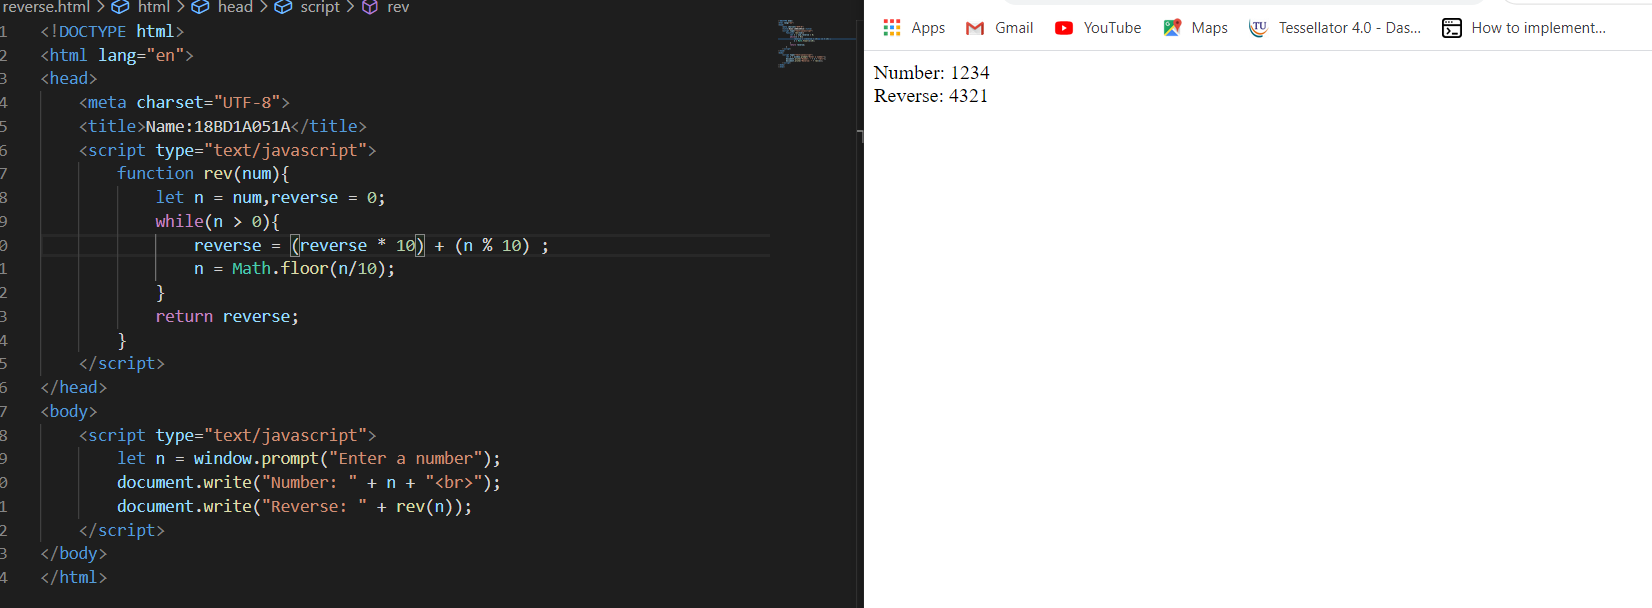 reverse.html > html > head > script > rev
1 <!DOCTYPE html>
2 <html lang="en">
3 <head>
4     <meta charset="UTF-8">
5     <title>Name:18BD1A051A</title>
6     <script type="text/javascript">
7         function rev(num){
8             let n = num,reverse = 0;
9             while(n > 0){
0                 reverse = (reverse * 10) + (n % 10) ;
1                 n = Math.floor(n/10);
2             }
3             return reverse;
4         }
5     </script>
6 </head>
7 <body>
8     <script type="text/javascript">
9         let n = window.prompt("Enter a number");
0         document.write("Number: " + n + "<br>");
1         document.write("Reverse: " + rev(n));
2     </script>
3 </body>
4 </html>
Apps Gmail YouTube Maps TU Tessellator 4.0 - Das... How to implement...
Number: 1234
Reverse: 4321